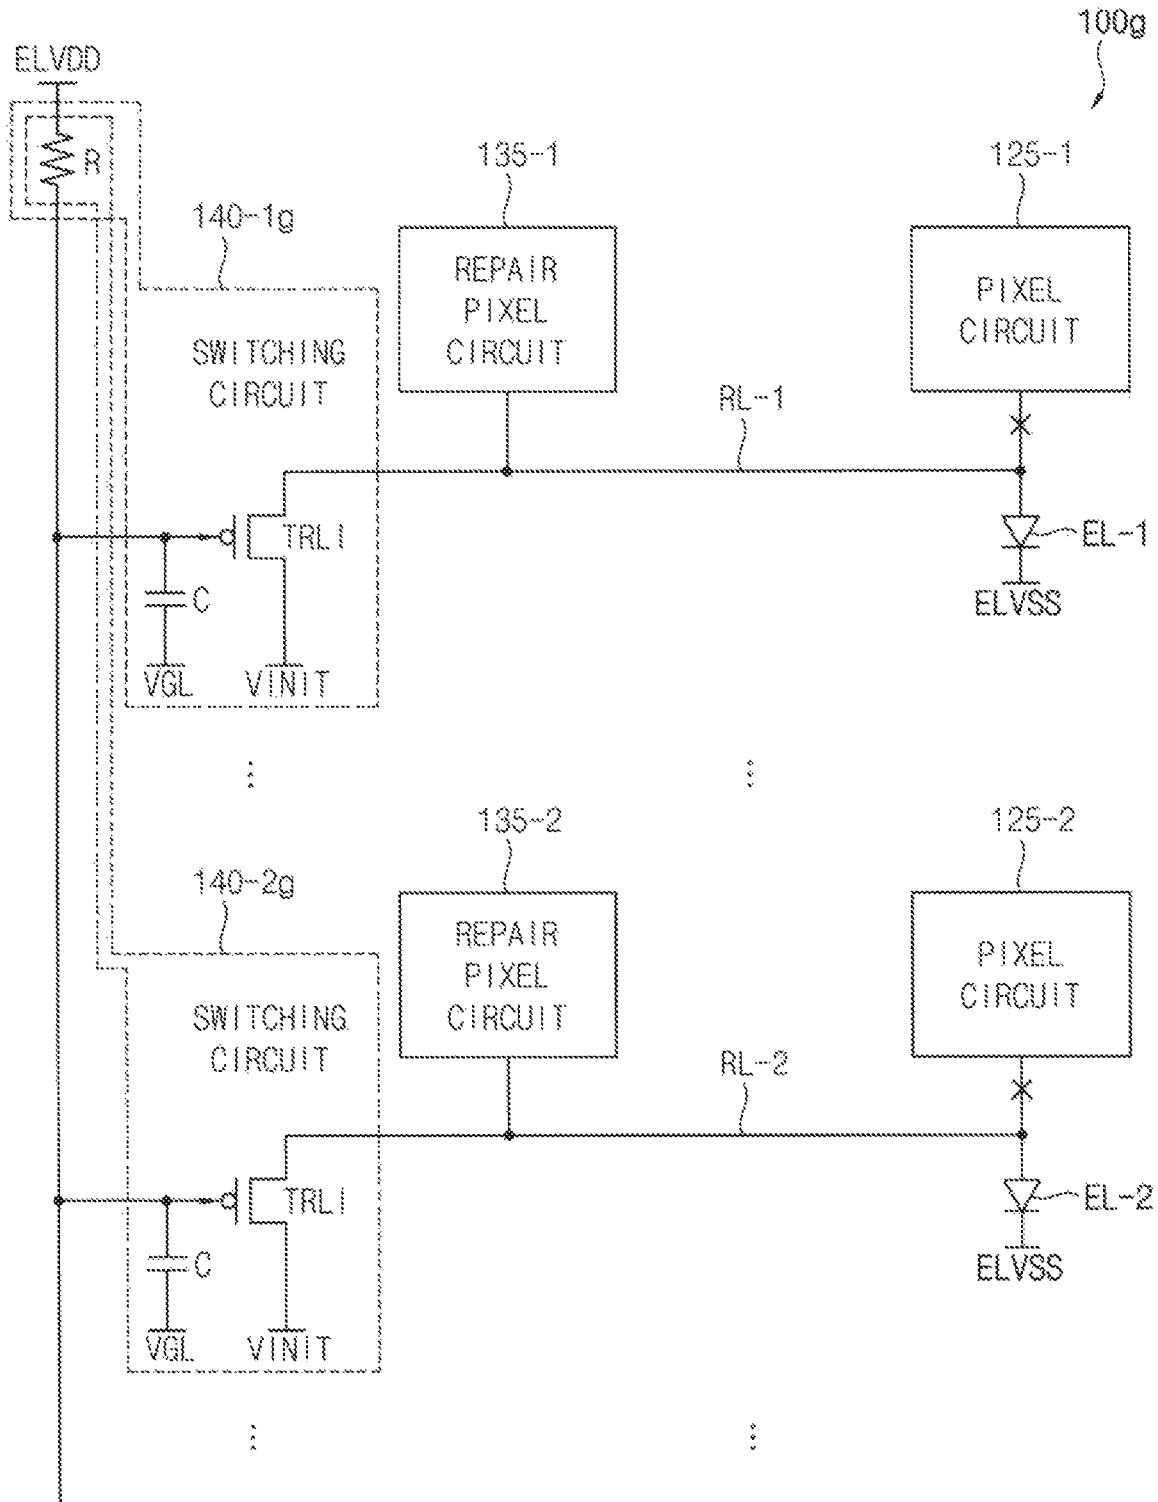 100g
ELVDD
R
135-1
125-1
140-1g
REPAIR
PIXEL
CIRCUIT
PIXEL
CIRCUIT
SWITCHING
CIRCUIT
RL-1
TRLI
EL-1
C
ELVSS
VGL
VINIT
135-2
125-2
140-2g
REPAIR
PIXEL
CIRCUIT
PIXEL
CIRCUIT
SWITCHING
CIRCUIT
RL-2
TRLI
EL-2
C
ELVSS
VGL
VINIT